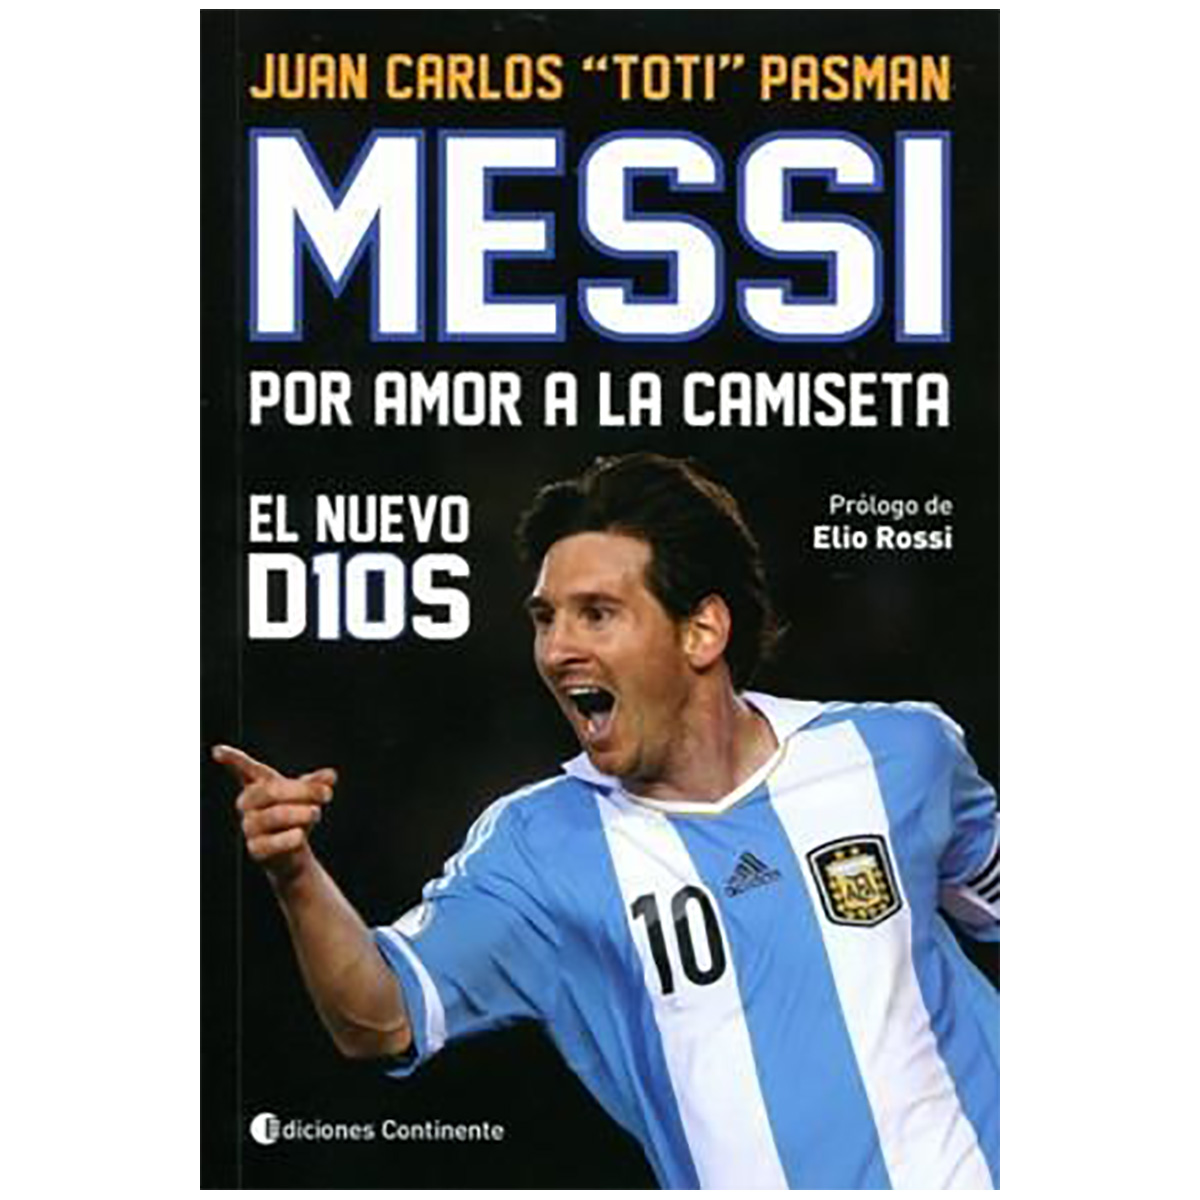 JUAN CARLOS “TOTI” PASMAN
MESSI
POR AMOR A LA CAMISETA
EL NUEVO
D10S
Prólogo de
Elio Rossi
10
adidas
AFA
Ediciones Continente